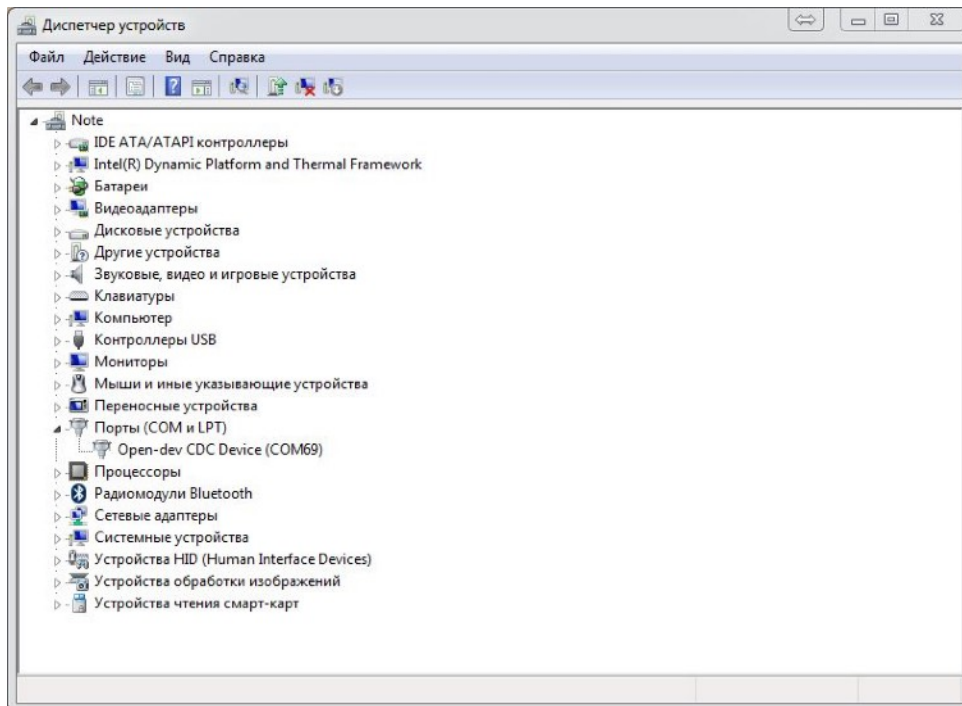 Диспетчер устройств
Файл Действие Вид Справка
Note
IDE ATA/ATAPI контроллеры
Intel(R) Dynamic Platform and Thermal Framework
Батареи
Видеоадаптеры
Дисковые устройства
Другие устройства
Звуковые, видео и игровые устройства
Клавиатуры
Компьютер
Контроллеры USB
Мониторы
Мыши и иные указывающие устройства
Переносные устройства
Порты (COM и LPT)
Open-dev CDC Device (COM69)
Процессоры
Радиомодули Bluetooth
Сетевые адаптеры
Системные устройства
Устройства HID (Human Interface Devices)
Устройства обработки изображений
Устройства чтения смарт-карт